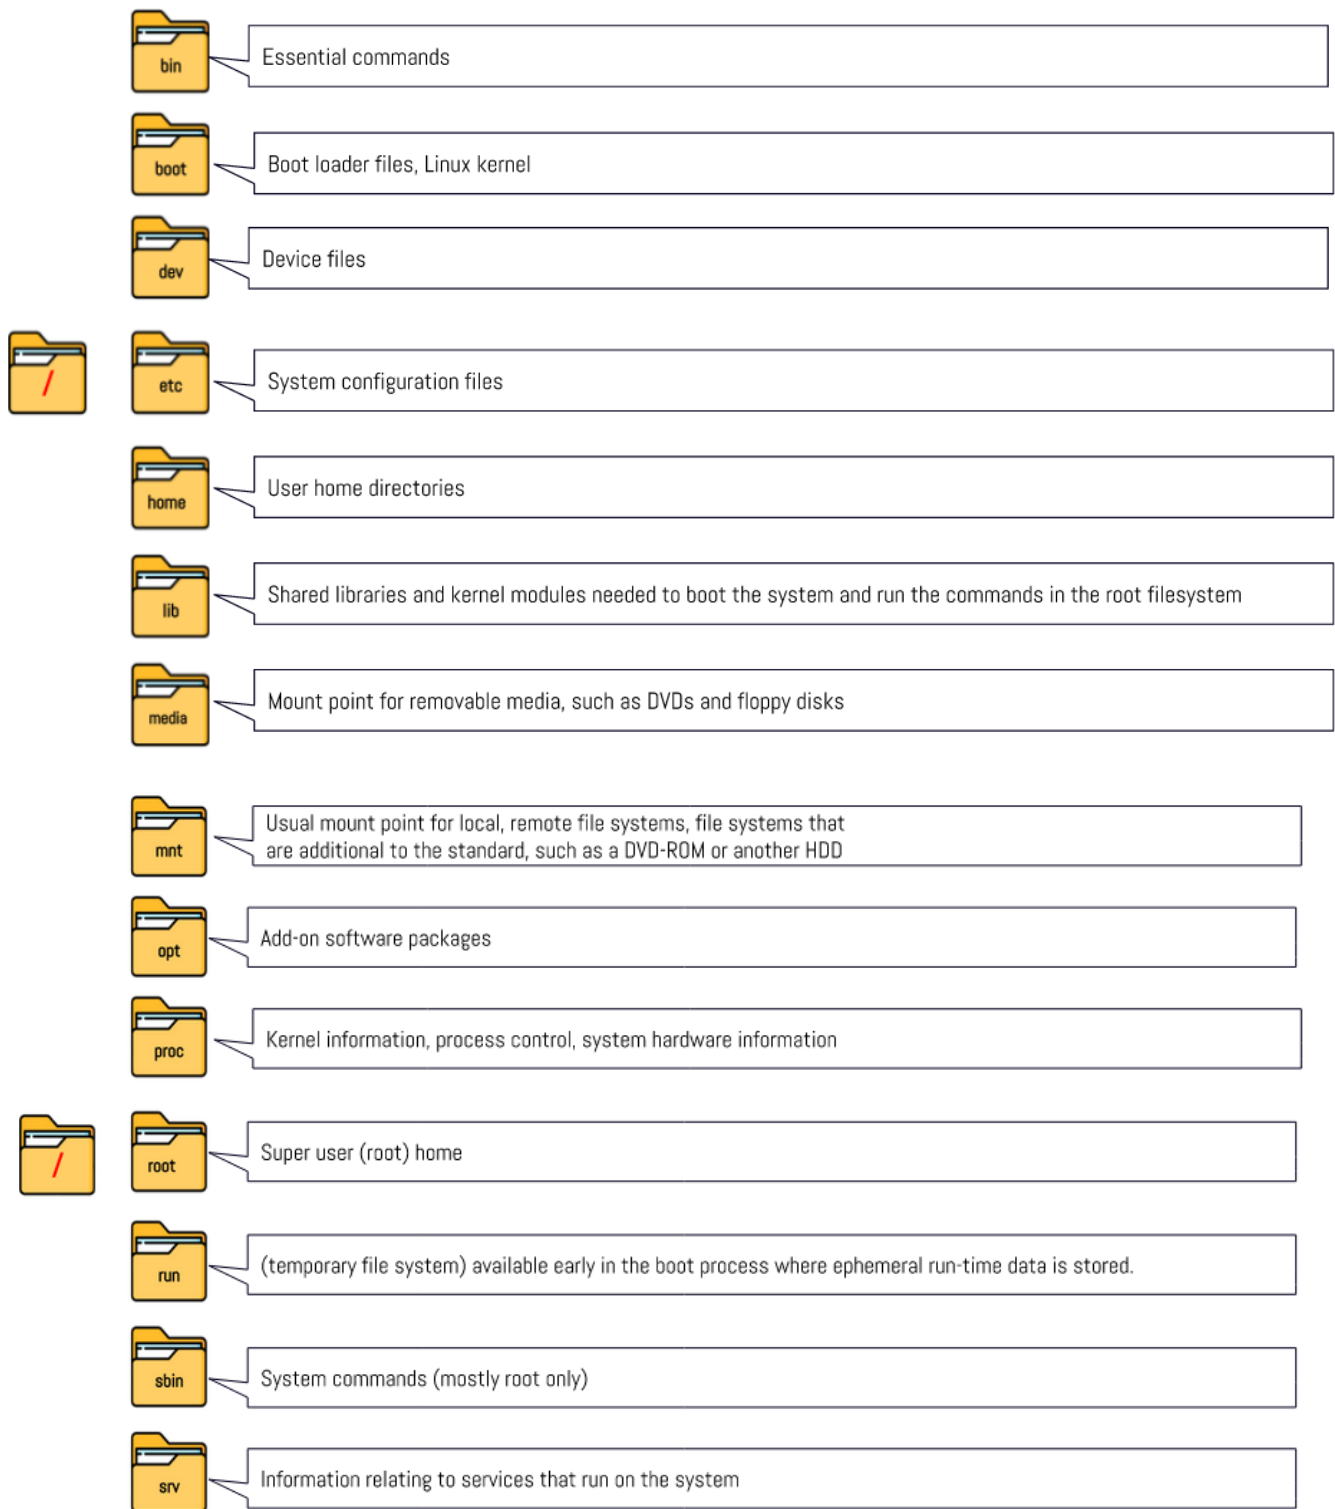 bin
Essential commands
boot
Boot loader files, Linux kernel
dev
Device files
/
etc
System configuration files
home
User home directories
lib
Shared libraries and kernel modules needed to boot the system and run the commands in the root filesystem
media
Mount point for removable media, such as DVDs and floppy disks
mnt
Usual mount point for local, remote file systems, file systems that
are additional to the standard, such as a DVD-ROM or another HDD
opt
Add-on software packages
proc
Kernel information, process control, system hardware information
/
root
Super user (root) home
run
(temporary file system) available early in the boot process where ephemeral run-time data is stored.
sbin
System commands (mostly root only)
srv
Information relating to services that run on the system